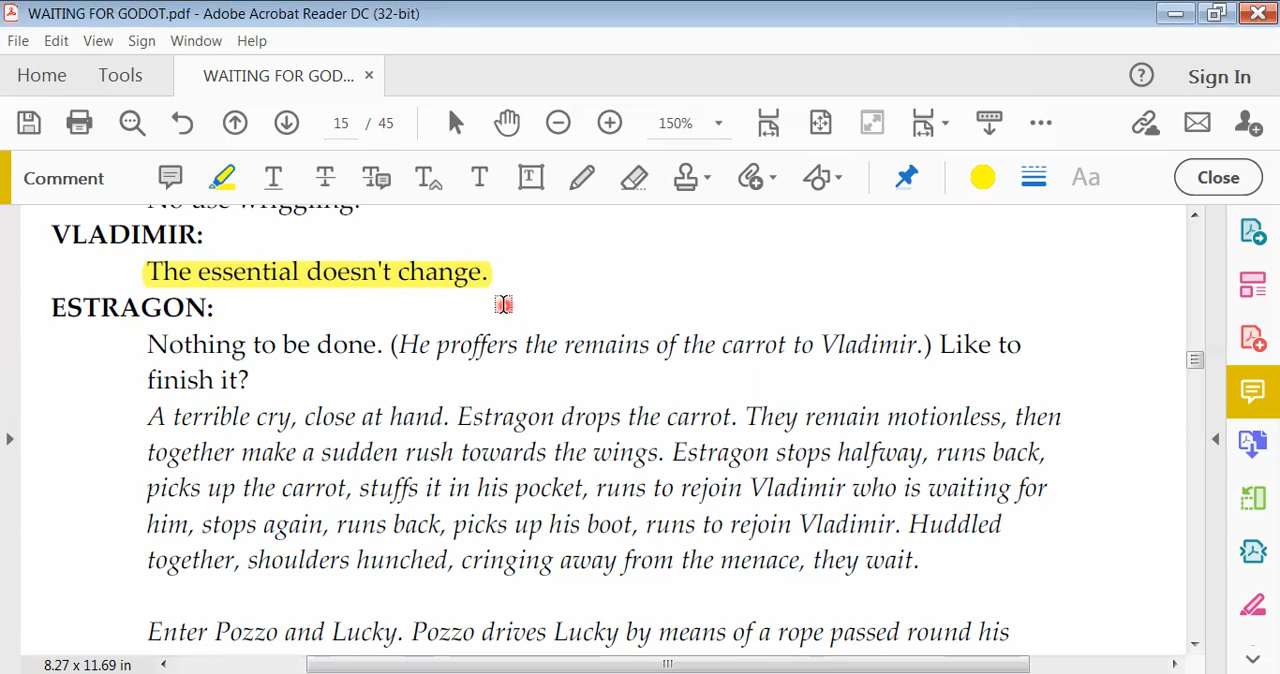 WAITING FOR GODOT.pdf - Adobe Acrobat Reader DC (32-bit)
File Edit View Sign Window Help
Home Tools WAITING FOR GOD... × ? Sign In
15 / 45 150%
Comment T T T T T Aa Close
No use wriggling.
VLADIMIR:
The essential doesn't change.
ESTRAGON:
Nothing to be done. (He proffers the remains of the carrot to Vladimir.) Like to
finish it?
A terrible cry, close at hand. Estragon drops the carrot. They remain motionless, then
together make a sudden rush towards the wings. Estragon stops halfway, runs back,
picks up the carrot, stuffs it in his pocket, runs to rejoin Vladimir who is waiting for
him, stops again, runs back, picks up his boot, runs to rejoin Vladimir. Huddled
together, shoulders hunched, cringing away from the menace, they wait.
Enter Pozzo and Lucky. Pozzo drives Lucky by means of a rope passed round his
8.27 x 11.69 in